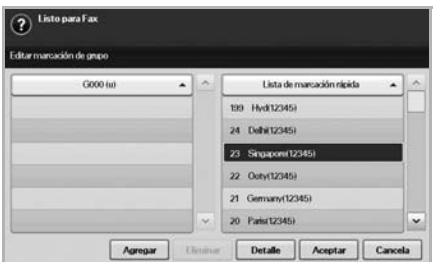 Listo para Fax
Editar marcación de grupo
G000 (u)
Lista de marcación rápida
199 Hyd(12345)
24 Delhi(12345)
23 Singapore(12345)
22 Ooty(12345)
21 Germany(12345)
20 Paris(12345)
Agregar Eliminar Detalle Aceptar Cancela